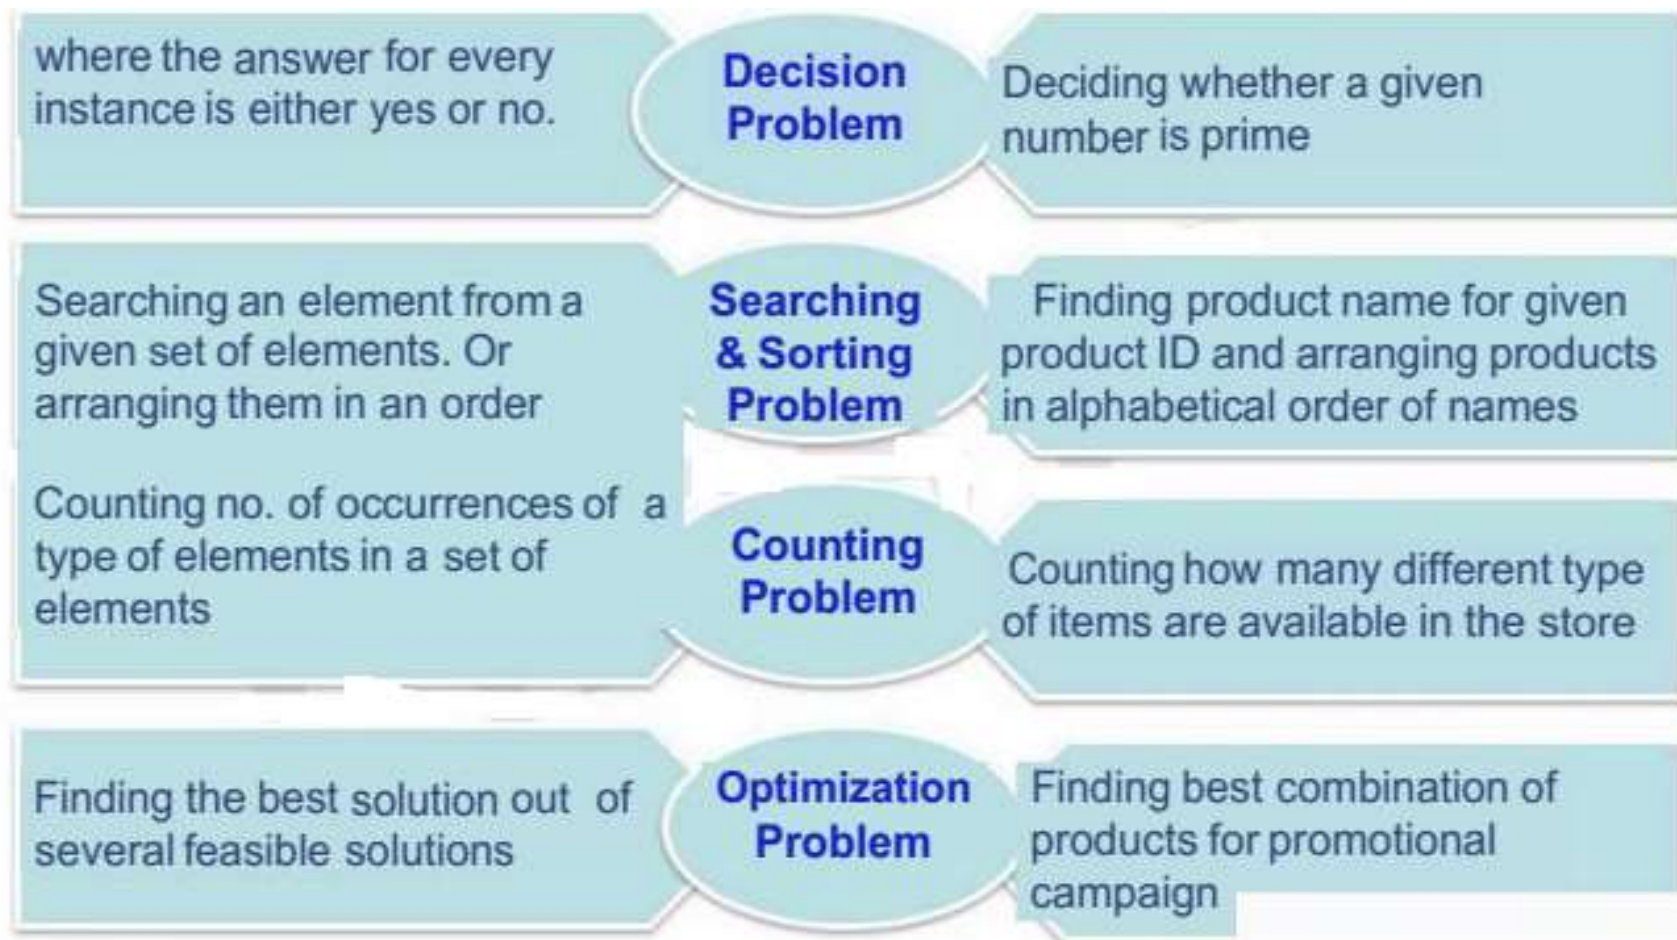 where the answer for every
instance is either yes or no.
Decision
Problem
Deciding whether a given
number is prime
Searching an element from a
given set of elements. Or
arranging them in an order
Searching
& Sorting
Problem
Finding product name for given
product ID and arranging products
in alphabetical order of names
Counting no. of occurrences of a
type of elements in a set of
elements
Counting
Problem
Counting how many different type
of items are available in the store
Finding the best solution out of
several feasible solutions
Optimization
Problem
Finding best combination of
products for promotional
campaign